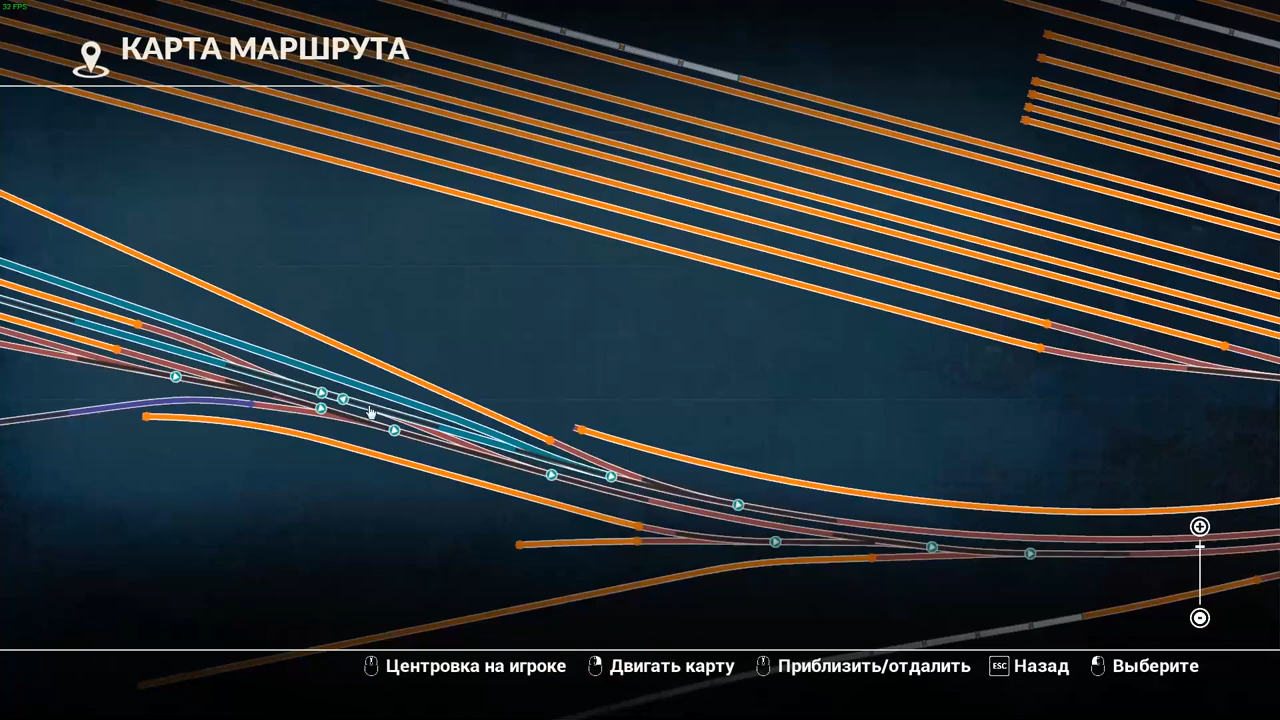 32 FPS
КАРТА МАРШРУТА
Центровка на игроке
Двигать карту
Приблизить/отдалить
ESC Назад
Выберите